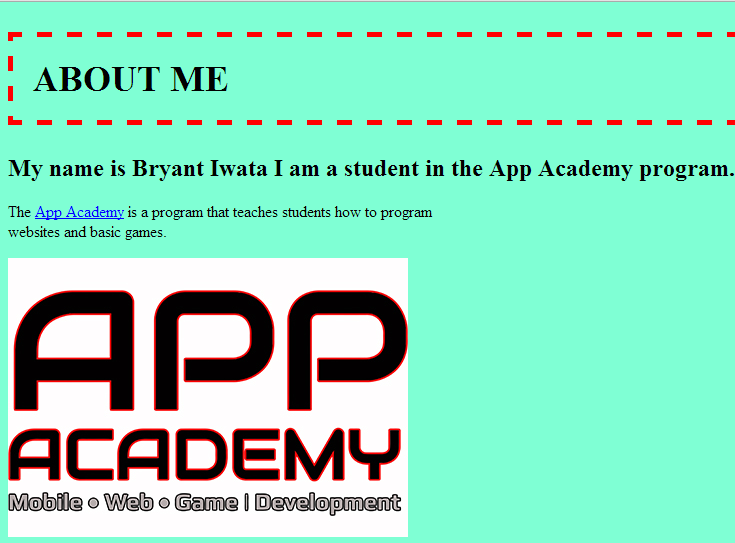 ABOUT ME
My name is Bryant Iwata I am a student in the App Academy program.
The App Academy is a program that teaches students how to program
websites and basic games.
APP
ACADEMY
Mobile • Web • Game | Development